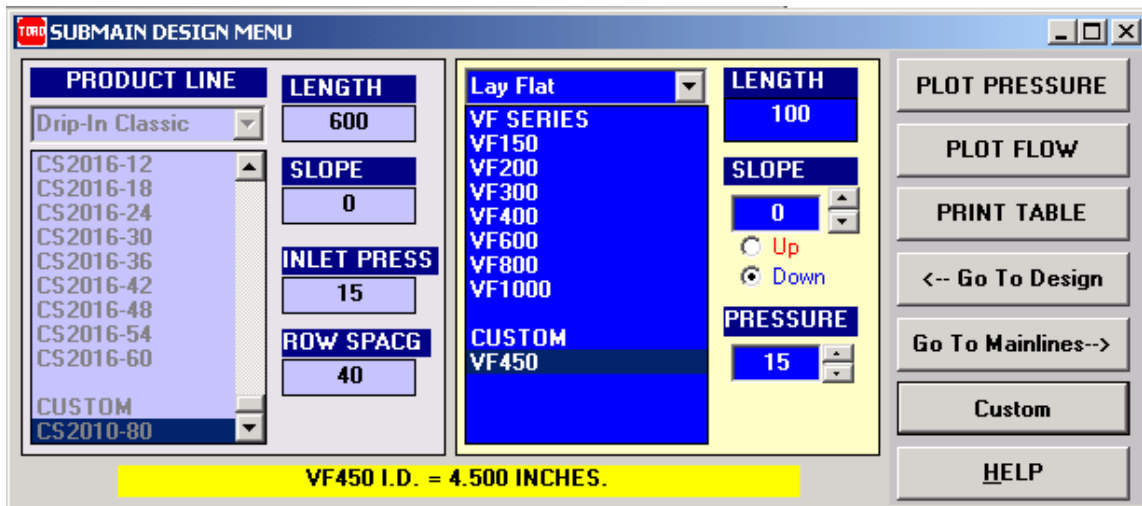 TORO SUBMAIN DESIGN MENU
PRODUCT LINE
Drip-In Classic
CS2016-12
CS2016-18
CS2016-24
CS2016-30
CS2016-36
CS2016-42
CS2016-48
CS2016-54
CS2016-60
CUSTOM
CS2010-80
LENGTH
600
SLOPE
0
INLET PRESS
15
ROW SPACG
40
Lay Flat
VF SERIES
VF150
VF200
VF300
VF400
VF600
VF800
VF1000
CUSTOM
VF450
LENGTH
100
SLOPE
0
Up
Down
PRESSURE
15
PLOT PRESSURE
PLOT FLOW
PRINT TABLE
<-- Go To Design
Go To Mainlines-->
Custom
HELP
VF450 I.D. = 4.500 INCHES.